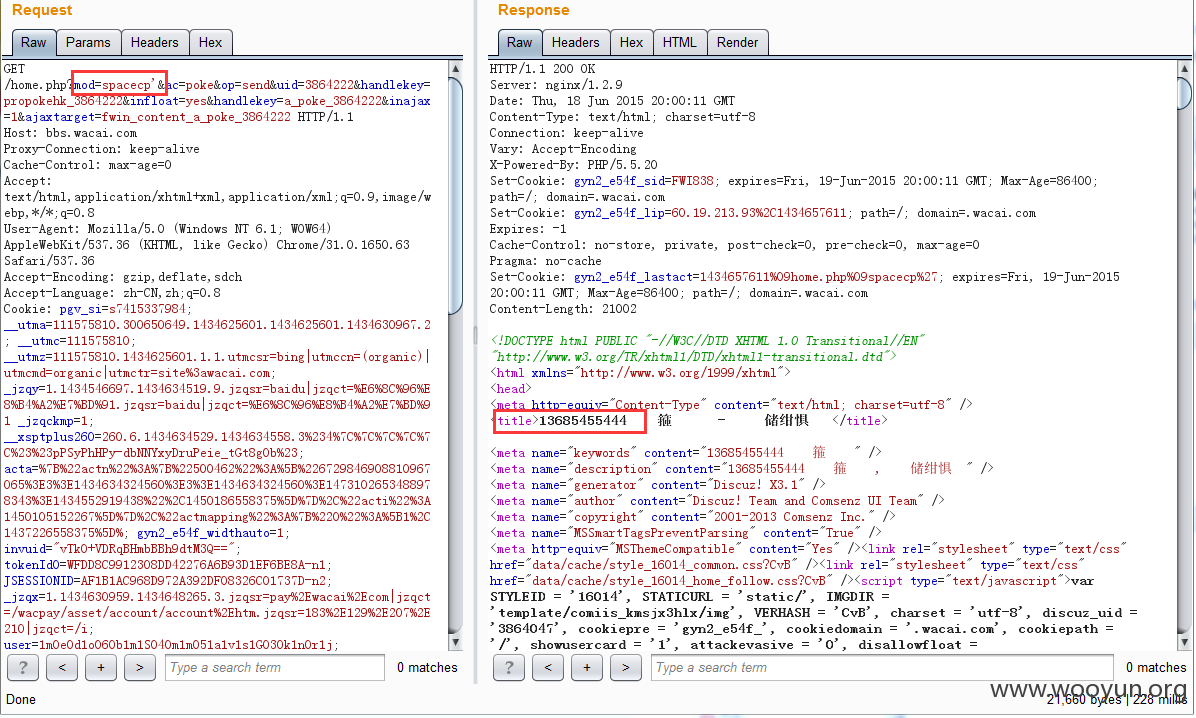 Request
Raw Params Headers Hex
GET
/home.php?mod=spacecp'&ac=poke&op=send&uid=3864222&handlekey=
propokehk_3864222&infloat=yes&handlekey=a_poke_3864222&inajax
=1&ajaxtarget=fwin_content_a_poke_3864222 HTTP/1.1
Host: bbs.wacai.com
Proxy-Connection: keep-alive
Cache-Control: max-age=0
Accept:
text/html,application/xhtml+xml,application/xml;q=0.9,image/w
ebp,*/*;q=0.8
User-Agent: Mozilla/5.0 (Windows NT 6.1; WOW64)
AppleWebKit/537.36 (KHTML, like Gecko) Chrome/31.0.1650.63
Safari/537.36
Accept-Encoding: gzip,deflate,sdch
Accept-Language: zh-CN,zh;q=0.8
Cookie: pgv_si=s7415337984;
__utma=111575810.300650649.1434625601.1434625601.1434630967.2
; __utmc=111575810;
__utmz=111575810.1434625601.1.1.utmcsr=bing|utmccn=(organic)|
utmcmd=organic|utmctr=site%3awacai.com;
_jzqy=1.1434546697.1434634519.9.jzqsr=baidu|jzqct=%E6%8C%96%E
8%B4%A2%E7%BD%91.jzqsr=baidu|jzqct=%E6%8C%96%E8%B4%A2%E7%BD%9
1 _jzqckmp=1;
__xsptplus260=260.6.1434634529.1434634558.3%234%7C%7C%7C%7C%7
C%23%23pPSyPhHPy-dbNNYxyDruPeie_tGt8g0b%23;
acta=%7B%22actn%22%3A%7B%22500462%22%3A%5B%226729846908810967
065%3E3%3E1434634324560%3E3%3E1434634324560%3E147310265348898
8343%3E1434552919438%22%2C1450186558375%5D%7D%2C%22acti%22%3A
1450105152267%5D%7D%2C%22actmapping%22%3A%7B%220%22%3A%5B1%2C
1437226558375%5D%; gyn2_e54f_widthauto=1;
invuid="vTk0+VDRqBHmbBBh9dtM3Q==";
tokenId0=WFDD8C9912308DD42276A6B93D1EF6BE8A-n1;
JSESSIONID=AF1B1AC968D972A392DF08326C01737D-n2;
_jzqx=1.1434630959.1434648265.3.jzqsr=pay%2Ewacai%2Ecom|jzqct
=/wacpay/asset/account/account%2Ehtm.jzqsr=183%2E129%2E207%2E
210|jzqct=/i;
user=1m0e0d1o060b1m1S040m1m051a1v1s1G030k1n0r1j;
? < + > Type a search term 0 matches
Done
Response
Raw Headers Hex HTML Render
HTTP/1.1 200 OK
Server: nginx/1.2.9
Date: Thu, 18 Jun 2015 20:00:11 GMT
Content-Type: text/html; charset=utf-8
Connection: keep-alive
Vary: Accept-Encoding
X-Powered-By: PHP/5.5.20
Set-Cookie: gyn2_e54f_sid=FWI838; expires=Fri, 19-Jun-2015 20:00:11 GMT; Max-Age=86400;
path=/; domain=.wacai.com
Set-Cookie: gyn2_e54f_lip=60.19.213.93%2C1434657611; path=/; domain=.wacai.com
Expires: -1
Cache-Control: no-store, private, post-check=0, pre-check=0, max-age=0
Pragma: no-cache
Set-Cookie: gyn2_e54f_lastact=1434657611%09home.php%09spacecp%27; expires=Fri, 19-Jun-2015
20:00:11 GMT; Max-Age=86400; path=/; domain=.wacai.com
Content-Length: 21002
<!DOCTYPE html PUBLIC "-//W3C//DTD XHTML 1.0 Transitional//EN"
"http://www.w3.org/TR/xhtml1/DTD/xhtml1-transitional.dtd">
<html xmlns="http://www.w3.org/1999/xhtml">
<head>
<meta http-equiv="Content-Type" content="text/html; charset=utf-8" />
<title>13685455444 箍 - 储绀惧 </title>
<meta name="keywords" content="13685455444 箍 " />
<meta name="description" content="13685455444 箍 , 储绀惧 " />
<meta name="generator" content="Discuz! X3.1" />
<meta name="author" content="Discuz! Team and Comsenz UI Team" />
<meta name="copyright" content="2001-2013 Comsenz Inc." />
<meta name="MSSmartTagsPreventParsing" content="True" />
<meta http-equiv="MSThemeCompatible" content="Yes" /><link rel="stylesheet" type="text/css"
href="data/cache/style_16014_common.css?CvB" /><link rel="stylesheet" type="text/css"
href="data/cache/style_16014_home_follow.css?CvB" /><script type="text/javascript">var
STYLEID = '16014', STATICURL = 'static/', IMGDIR =
'template/comiis_kmsjx3hlx/img', VERHASH = 'CvB', charset = 'utf-8', discuz_uid =
'3864047', cookiepre = 'gyn2_e54f_', cookiedomain = '.wacai.com', cookiepath =
'/', showusercard = '1', attackevasive = '0', disallowfloat =
? < + > Type a search term 0 matches
www.wooyun.org
21,660 bytes | 228 millis